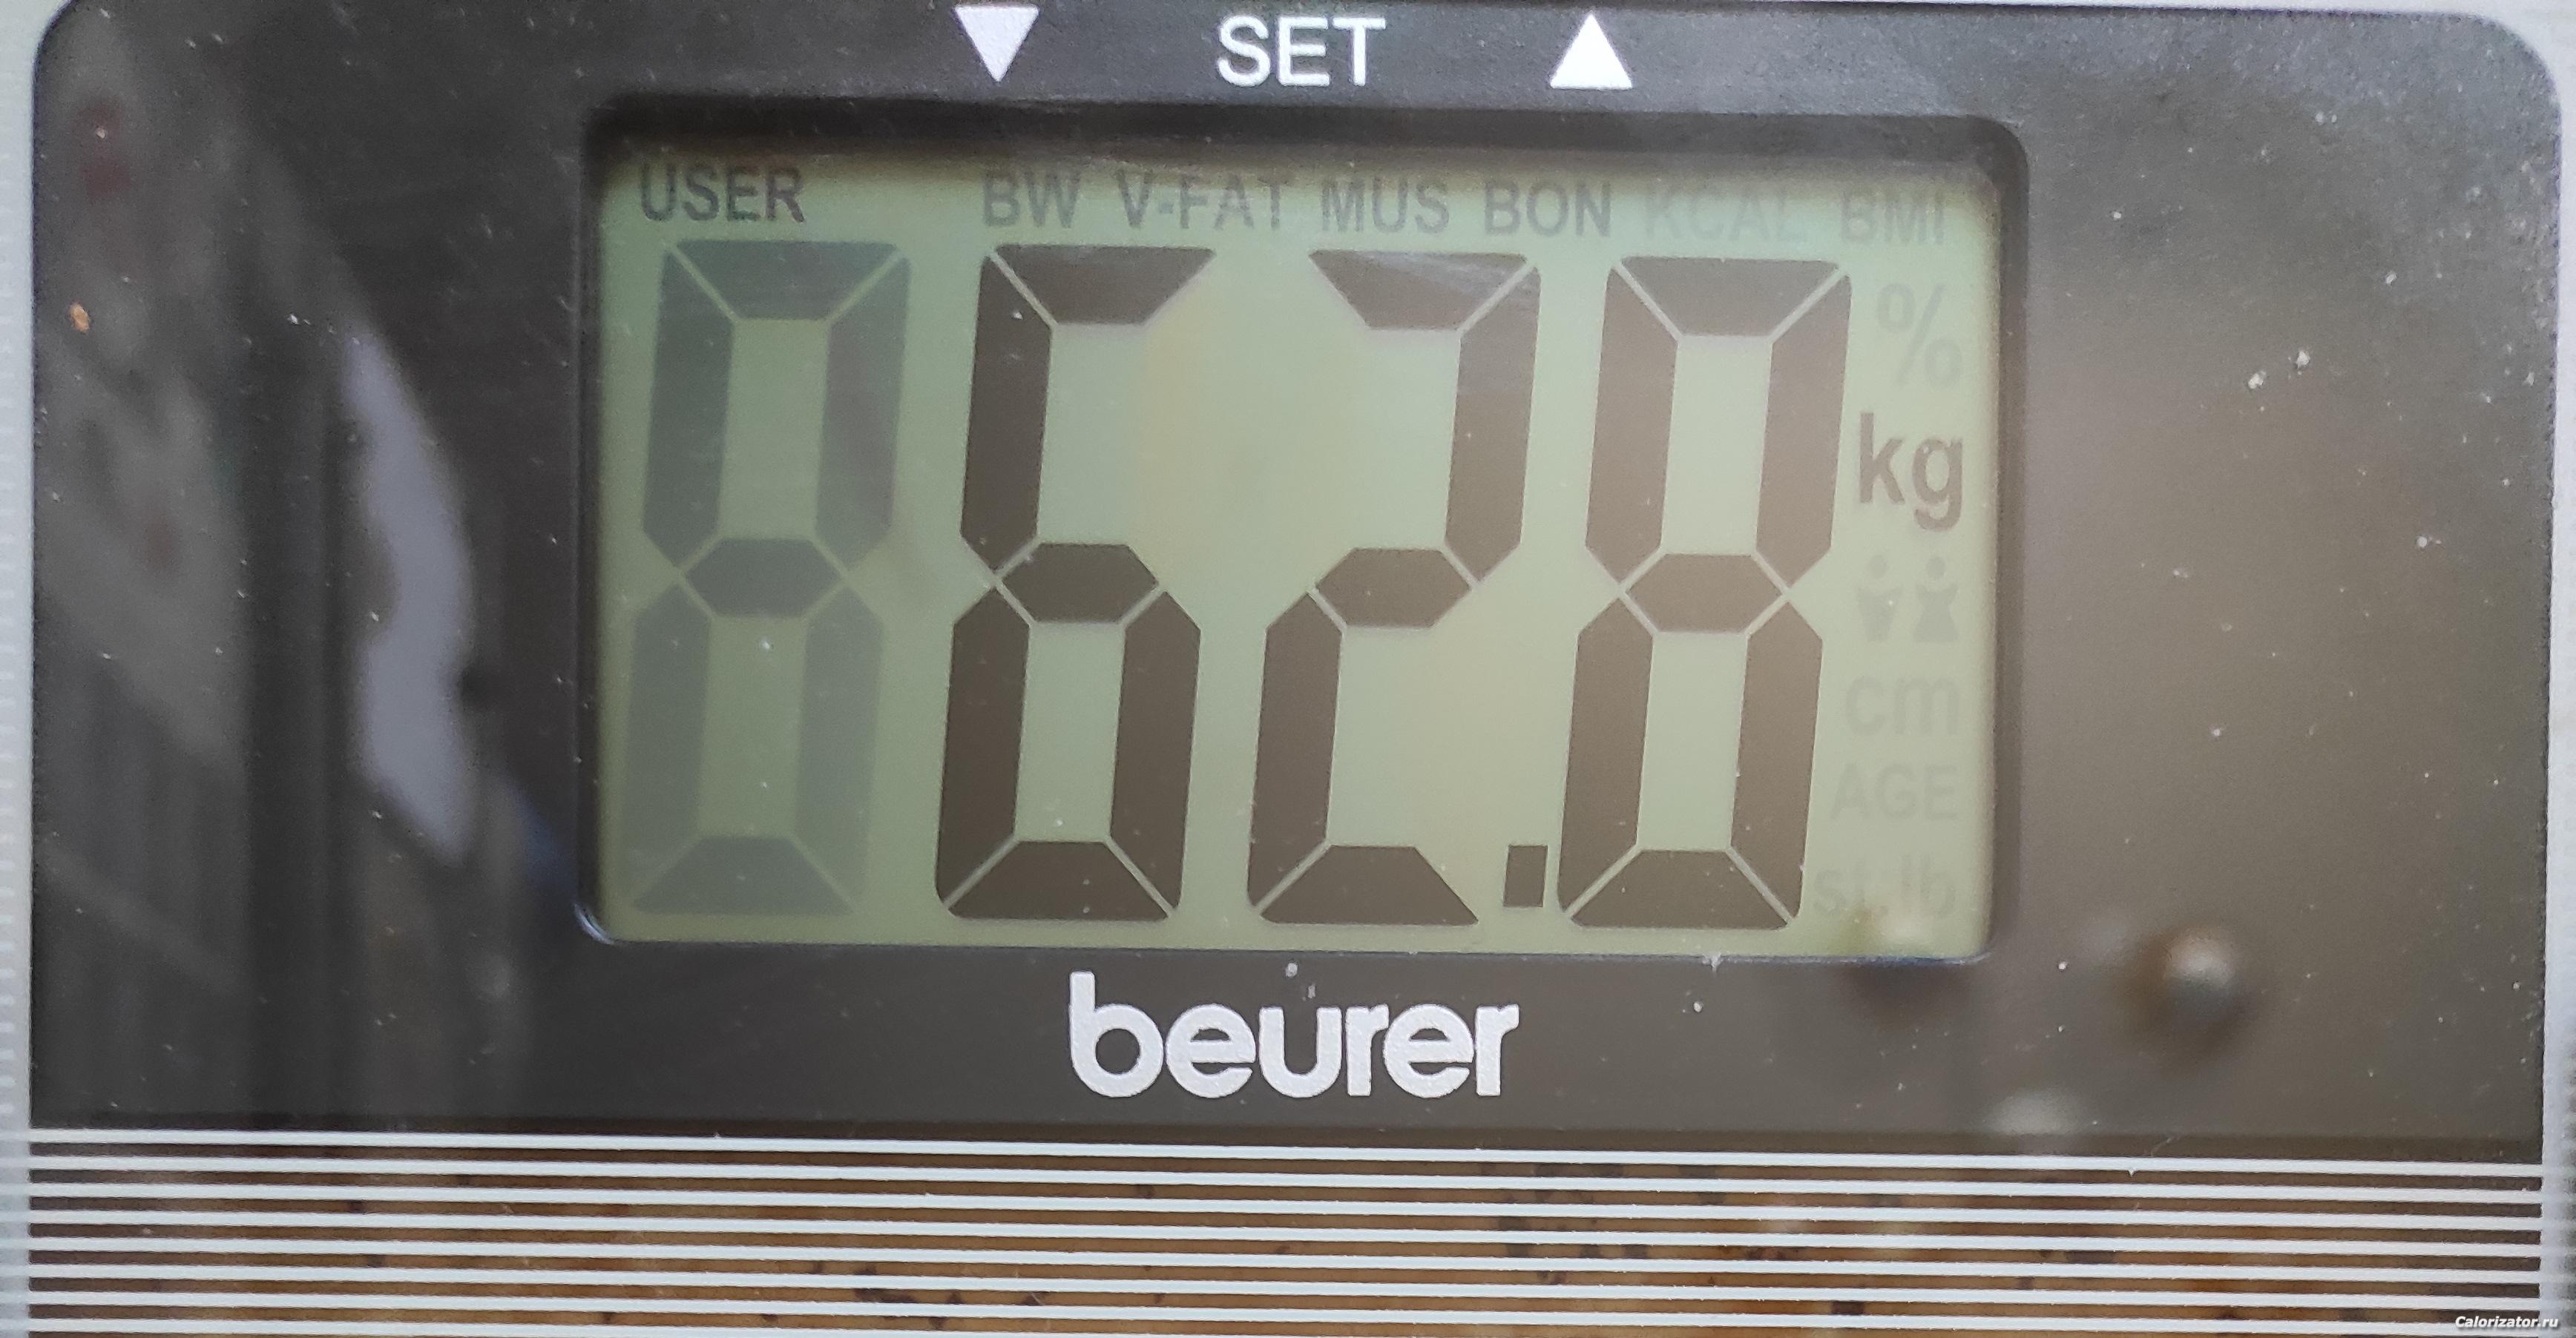 ▼ SET ▲
USER BW V-FAT MUS BON KCAL BMI
%
62.8 kg
cm
AGE
st.lb
beurer
Calorizator.ru